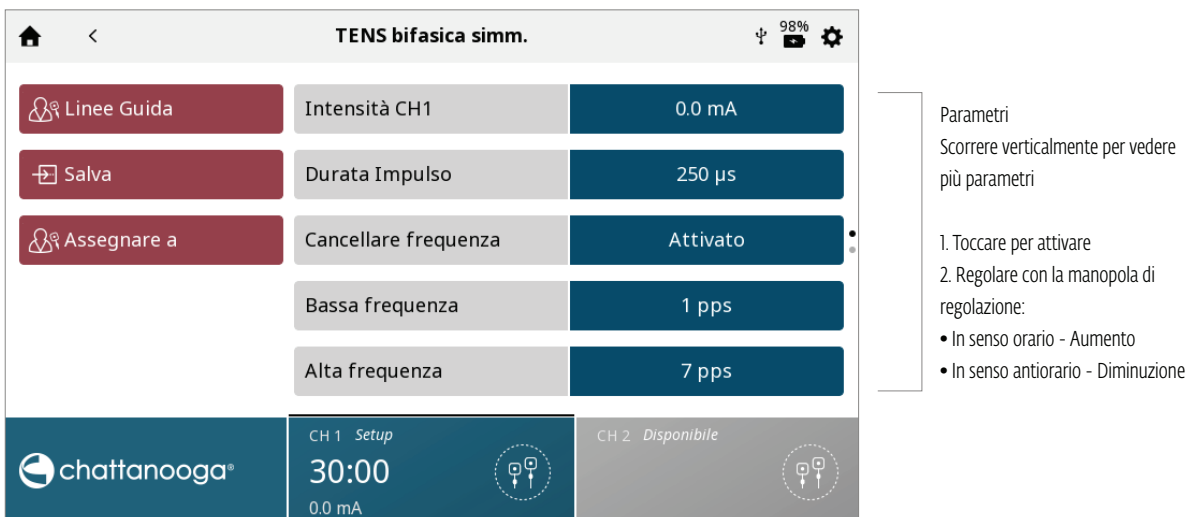 TENS bifasica simm.
98%
Linee Guida
Salva
Assegnare a
Intensità CH1 0.0 mA
Durata Impulso 250 µs
Cancellare frequenza Attivato
Bassa frequenza 1 pps
Alta frequenza 7 pps
chattanooga®
CH 1 Setup
30:00
0.0 mA
CH 2 Disponibile
Parametri
Scorrere verticalmente per vedere
più parametri
1. Toccare per attivare
2. Regolare con la manopola di
regolazione:
• In senso orario - Aumento
• In senso antiorario - Diminuzione